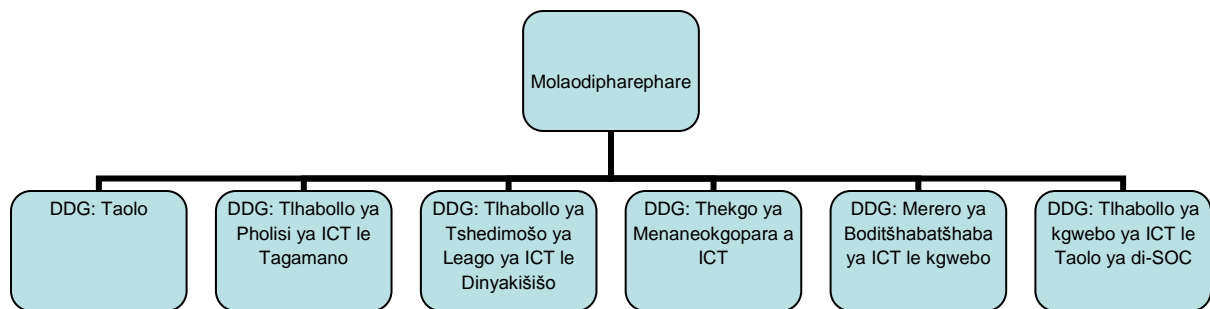 Molaodipharephare
DDG: Taolo
DDG: Tlhabollo ya
Pholisi ya ICT le
Tagamano
DDG: Tlhabollo ya
Tshedimošo ya
Leago ya ICT le
Dinyakišišo
DDG: Thekgo ya
Menaneokgopara a
ICT
DDG: Merero ya
Boditšhabatšhaba
ya ICT le kgwebo
DDG: Tlhabollo ya
kgwebo ya ICT le
Taolo ya di-SOC